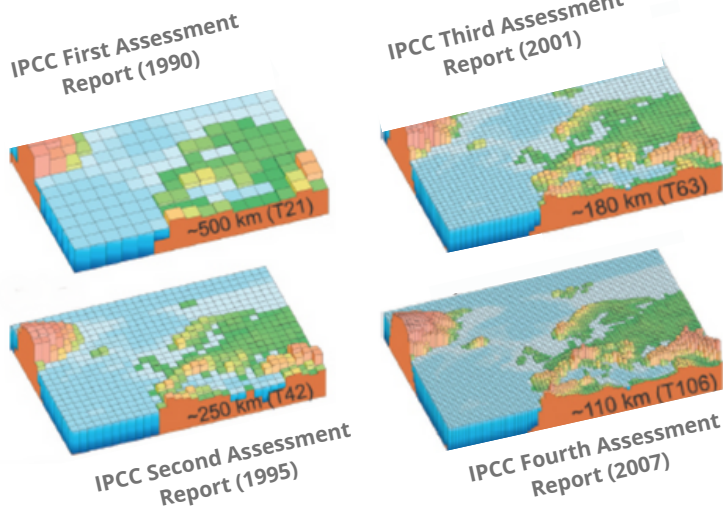 IPCC First Assessment
Report (1990)
~500 km (T21)
IPCC Third Assessment
Report (2001)
~180 km (T63)
~250 km (T42)
IPCC Second Assessment
Report (1995)
~110 km (T106)
IPCC Fourth Assessment
Report (2007)